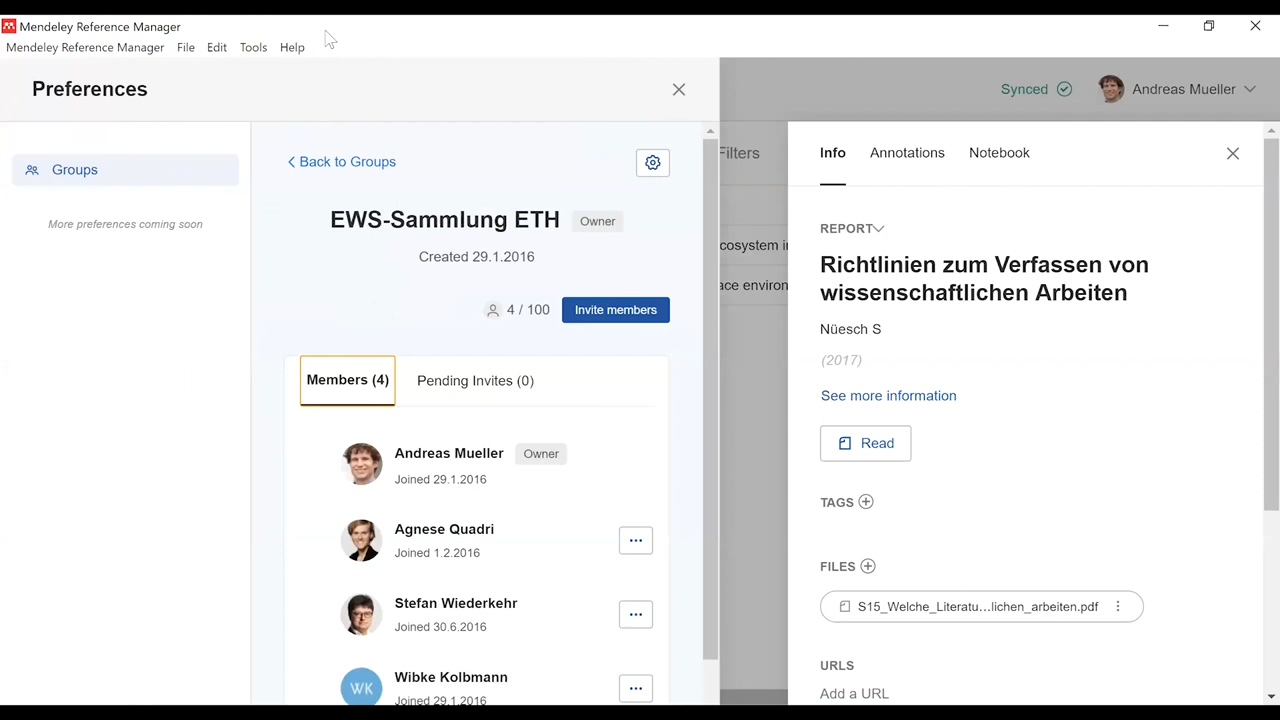 Mendeley Reference Manager
Mendeley Reference Manager File Edit Tools Help
Preferences
Synced
Andreas Mueller
Groups
More preferences coming soon
Back to Groups
EWS-Sammlung ETH Owner
Created 29.1.2016
4 / 100 Invite members
Members (4) Pending Invites (0)
Andreas Mueller Owner
Joined 29.1.2016
Agnese Quadri
Joined 1.2.2016
...
Stefan Wiederkehr
Joined 30.6.2016
...
WK
Wibke Kolbmann
Joined 29.1.2016
...
Filters
Info Annotations Notebook
REPORT
Richtlinien zum Verfassen von
wissenschaftlichen Arbeiten
Nüesch S
(2017)
See more information
Read
TAGS
FILES
S15_Welche_Literatu...lichen_arbeiten.pdf
URLS
Add a URL